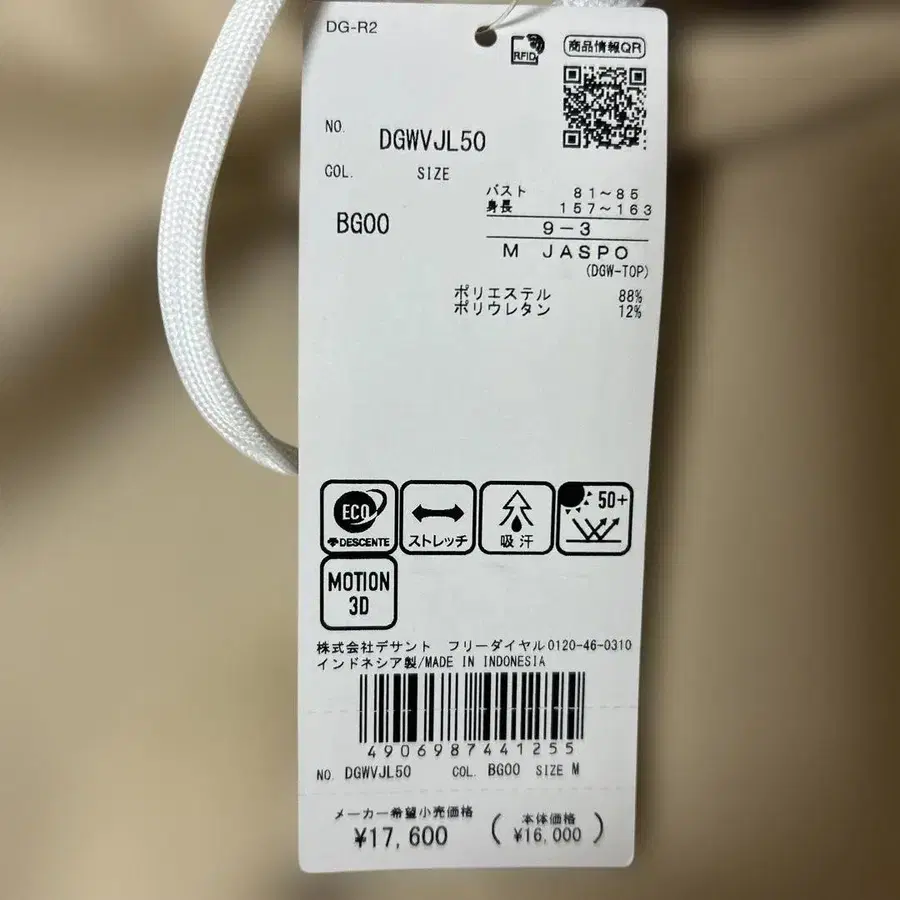 DG-R2
RFID
商品情報QR
NO. DGWVJL50
COL. SIZE
バスト 81~85
身長 157~163
BG00
9-3
M JASPO
(DGW-TOP)
ポリエステル 88%
ポリウレタン 12%
ECO
DESCENTE
ストレッチ
吸汗
50+
MOTION
3D
株式会社デサント フリーダイヤル0120-46-0310
インドネシア製/MADE IN INDONESIA
4906987441255
NO. DGWVJL50 COL. BG00 SIZE M
メーカー希望小売価格
¥17,600
(本体価格
¥16,000)